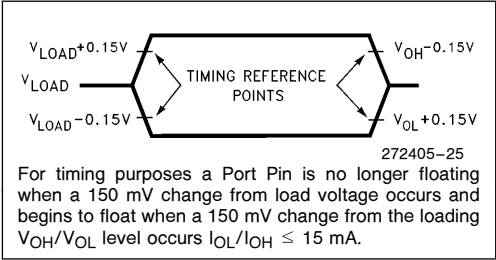 VLOAD+0.15V
VOH−0.15V
VLOAD
TIMING REFERENCE
POINTS
VLOAD−0.15V
VOL+0.15V
272405–25
For timing purposes a Port Pin is no longer floating
when a 150 mV change from load voltage occurs and
begins to float when a 150 mV change from the loading
VOH/VOL level occurs IOL/IOH ≤ 15 mA.